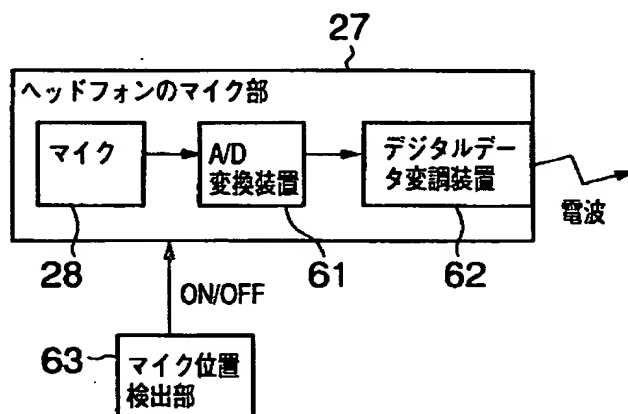 27
ヘッドフォンのマイク部
マイク
A/D
変換装置
デジタルデー
タ変調装置
電波
28
61
62
ON/OFF
63
マイク位置
検出部